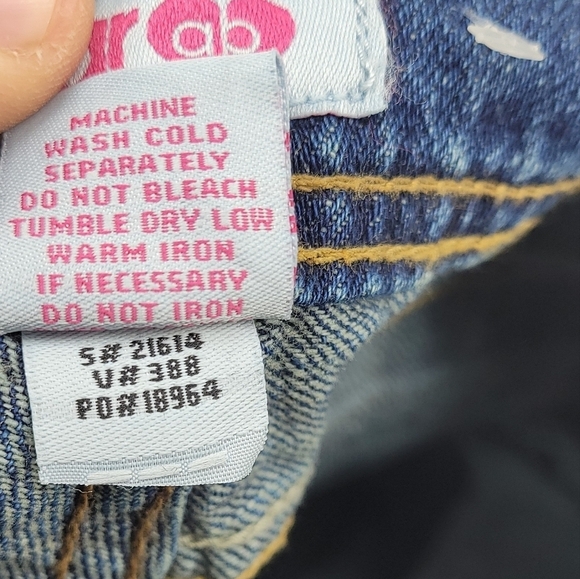 MACHINE
WASH COLD
SEPARATELY
DO NOT BLEACH
TUMBLE DRY LOW
WARM IRON
IF NECESSARY
DO NOT IRON
S# 21614
V# 388
PO# 18964